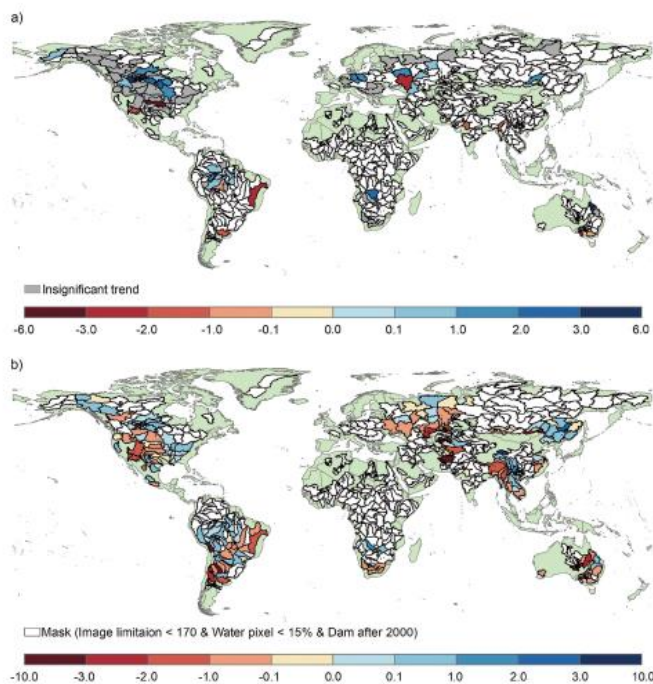 a)
Insignificant trend
-6.0 -3.0 -2.0 -1.0 -0.1 0.0 0.1 1.0 2.0 3.0 6.0
b)
Mask (Image limitaion < 170 & Water pixel < 15% & Dam after 2000)
-10.0 -3.0 -2.0 -1.0 -0.1 0.0 0.1 1.0 2.0 3.0 10.0